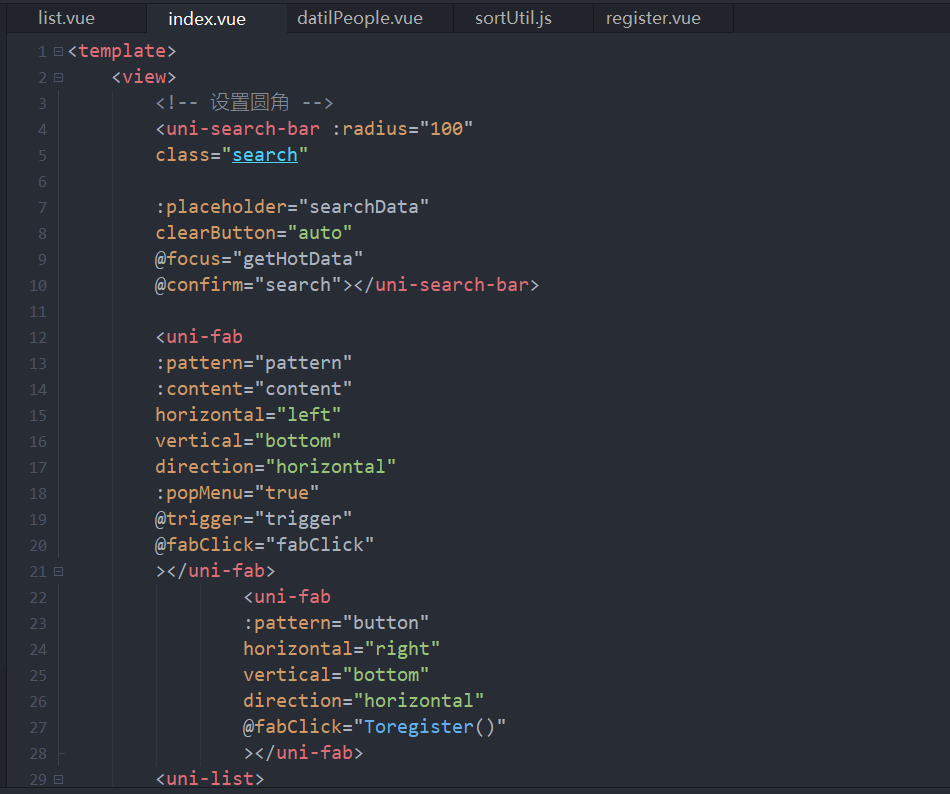 list.vue index.vue datilPeople.vue sortUtil.js register.vue
1 <template>
2 <view>
3 <!-- 设置圆角 -->
4 <uni-search-bar :radius="100"
5 class="search"
6
7 :placeholder="searchData"
8 clearButton="auto"
9 @focus="getHotData"
10 @confirm="search"></uni-search-bar>
11
12 <uni-fab
13 :pattern="pattern"
14 :content="content"
15 horizontal="left"
16 vertical="bottom"
17 direction="horizontal"
18 :popMenu="true"
19 @trigger="trigger"
20 @fabClick="fabClick"
21 ></uni-fab>
22 <uni-fab
23 :pattern="button"
24 horizontal="right"
25 vertical="bottom"
26 direction="horizontal"
27 @fabClick="Toregister()"
28 ></uni-fab>
29 <uni-list>